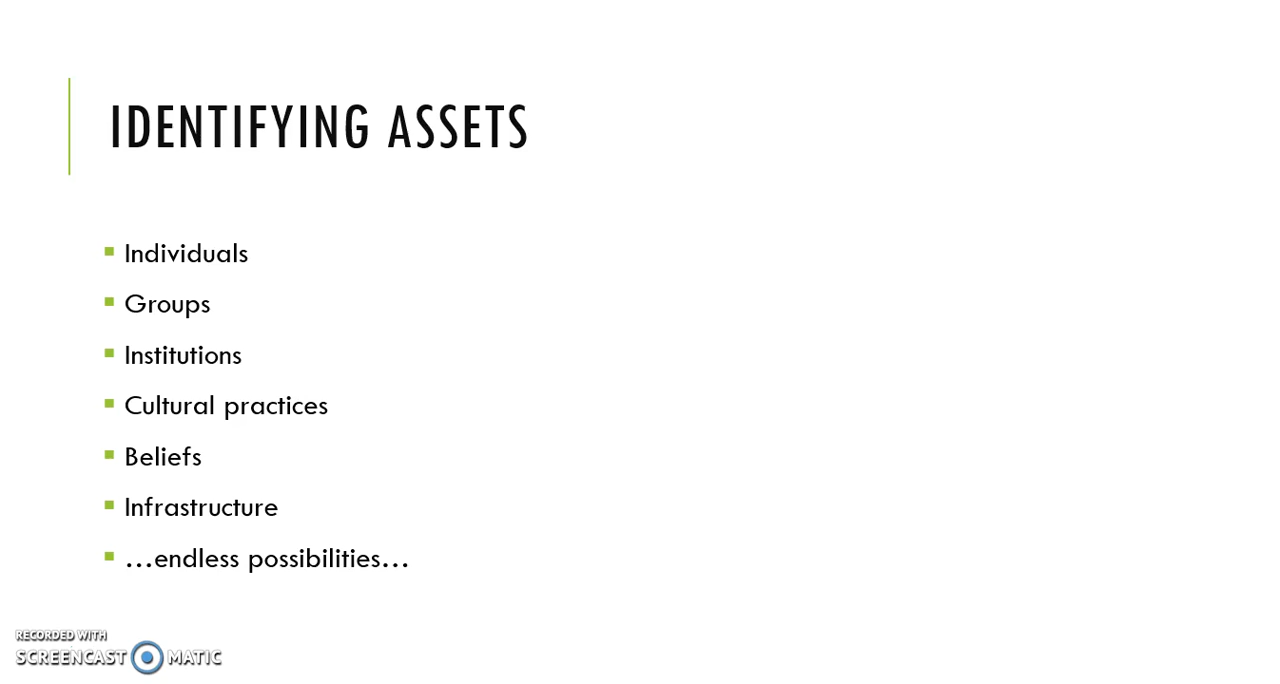 IDENTIFYING ASSETS
Individuals
Groups
Institutions
Cultural practices
Beliefs
Infrastructure
...endless possibilities...
RECORDED WITH
SCREENCAST MATIC